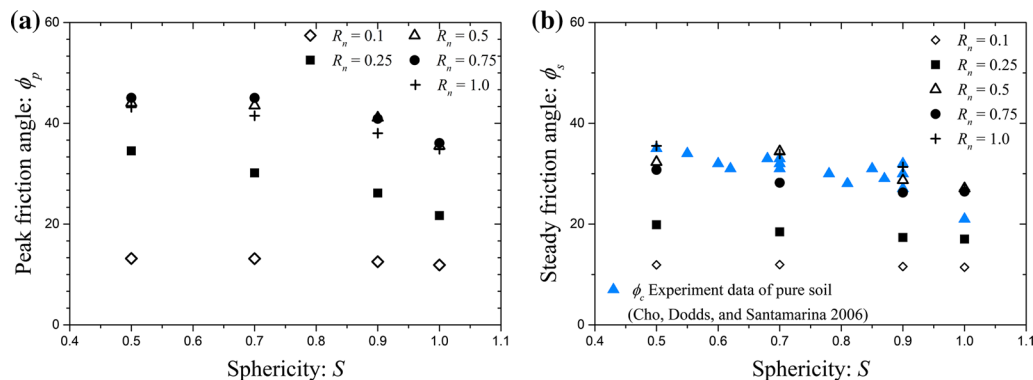 (a)
60
40
20
0
Peak friction angle: ϕp
0.4 0.5 0.6 0.7 0.8 0.9 1.0 1.1
Sphericity: S
Rn = 0.1
Rn = 0.5
Rn = 0.25
Rn = 0.75
Rn = 1.0
(b)
60
40
20
0
Steady friction angle: ϕs
0.4 0.5 0.6 0.7 0.8 0.9 1.0 1.1
Sphericity: S
Rn = 0.1
Rn = 0.25
Rn = 0.5
Rn = 0.75
Rn = 1.0
ϕc Experiment data of pure soil
(Cho, Dodds, and Santamarina 2006)